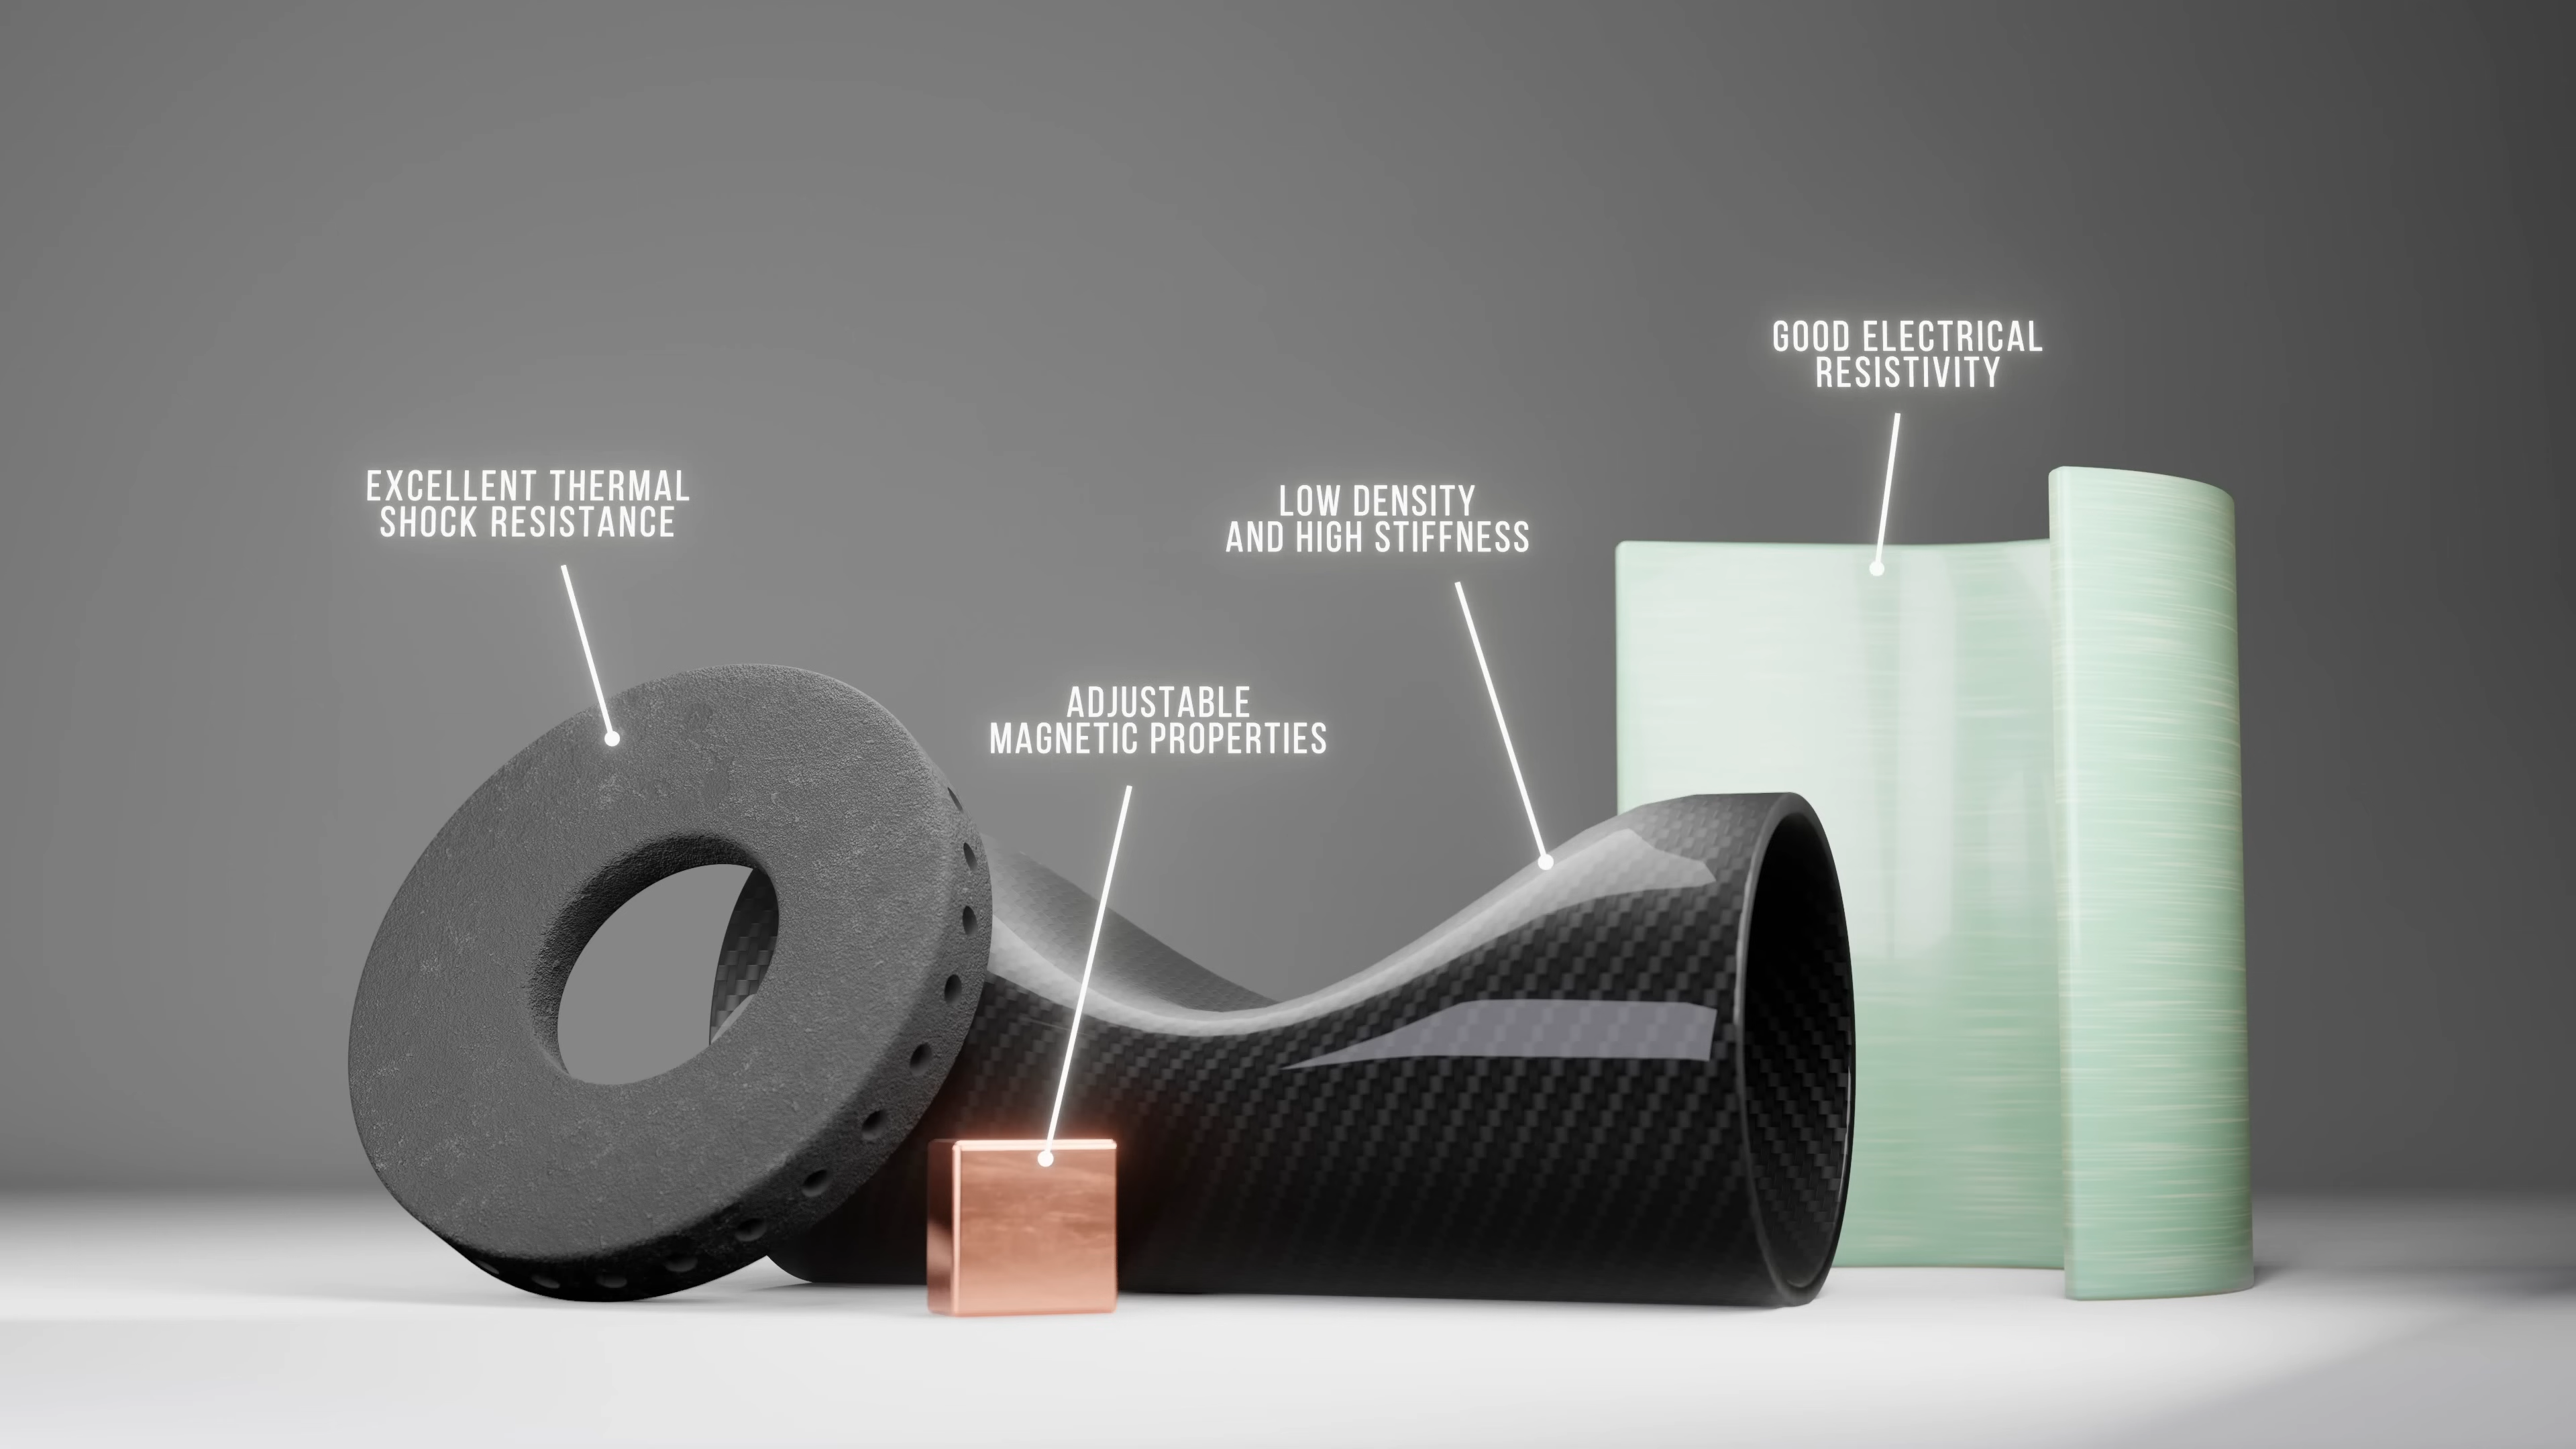 GOOD ELECTRICAL
RESISTIVITY
EXCELLENT THERMAL
SHOCK RESISTANCE
LOW DENSITY
AND HIGH STIFFNESS
ADJUSTABLE
MAGNETIC PROPERTIES